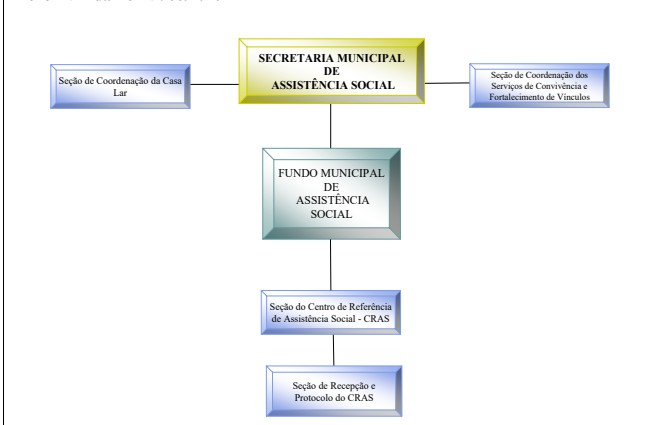 SECRETARIA MUNICIPAL
DE
ASSISTÊNCIA SOCIAL
Seção de Coordenação da Casa
Lar
Seção de Coordenação dos
Serviços de Convivência e
Fortalecimento de Vínculos
FUNDO MUNICIPAL
DE
ASSISTÊNCIA
SOCIAL
Seção do Centro de Referência
de Assistência Social - CRAS
Seção de Recepção e
Protocolo do CRAS